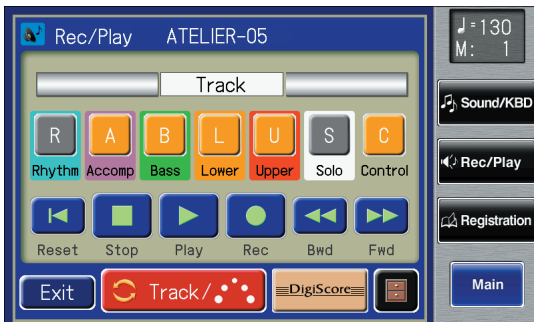 Rec/Play ATELIER-05
♩=130
M: 1
Track
R A B L U S C
Rhythm Accomp Bass Lower Upper Solo Control
Reset Stop Play Rec Bwd Fwd
Exit Track/ DigiScore
Sound/KBD
Rec/Play
Registration
Main